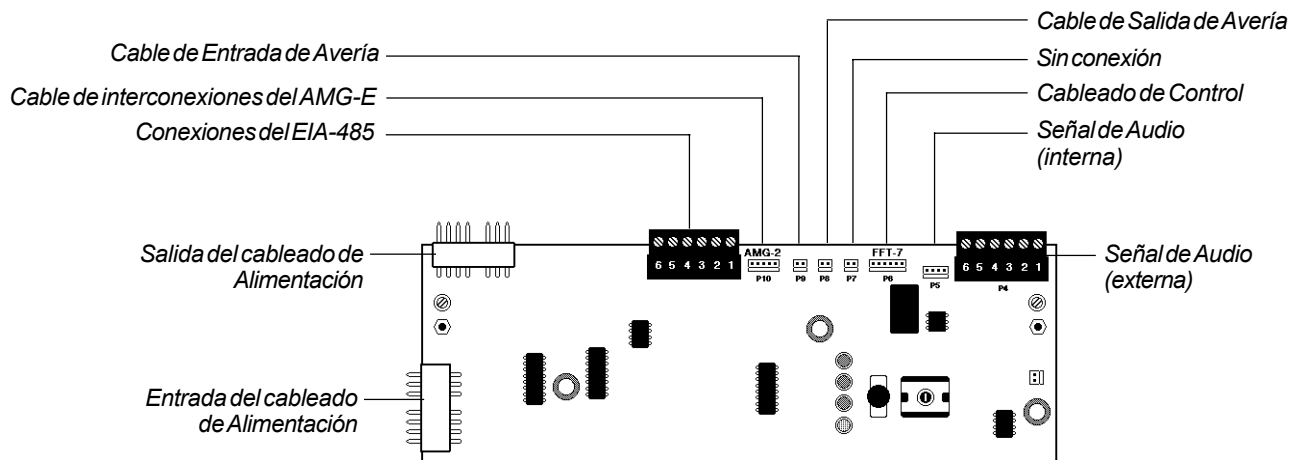 Cable de Entrada de Avería
Cable de interconexiones del AMG-E
Conexiones del EIA-485
Salida del cableado de
Alimentación
Entrada del cableado
de Alimentación
Cable de Salida de Avería
Sin conexión
Cableado de Control
Señal de Audio
(interna)
Señal de Audio
(externa)
6 5 4 3 2 1
AMG-2
P10
P9
P8
P7
FFT-7
P6
P5
6 5 4 3 2 1
P4